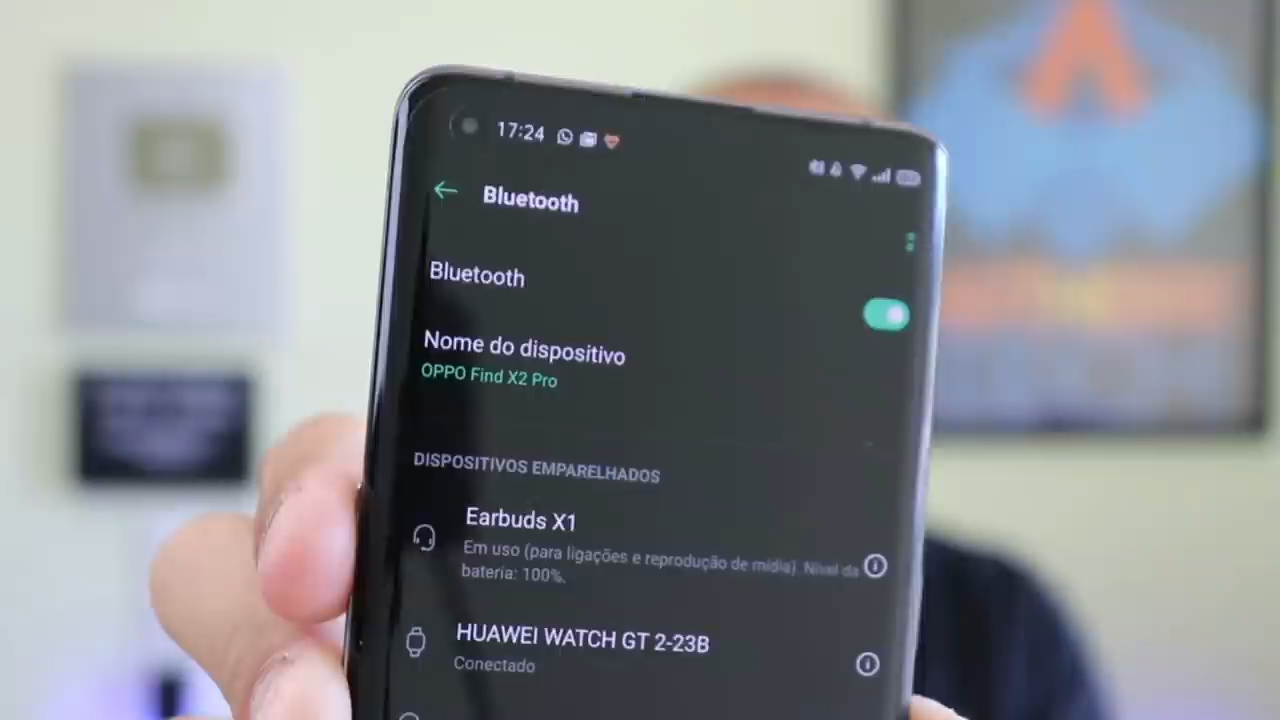 17:24
Bluetooth
Bluetooth
Nome do dispositivo
OPPO Find X2 Pro
DISPOSITIVOS EMPARELHADOS
Earbuds X1
Em uso (para ligações e reprodução de mídia). Nível da
bateria: 100%.
HUAWEI WATCH GT 2-23B
Conectado